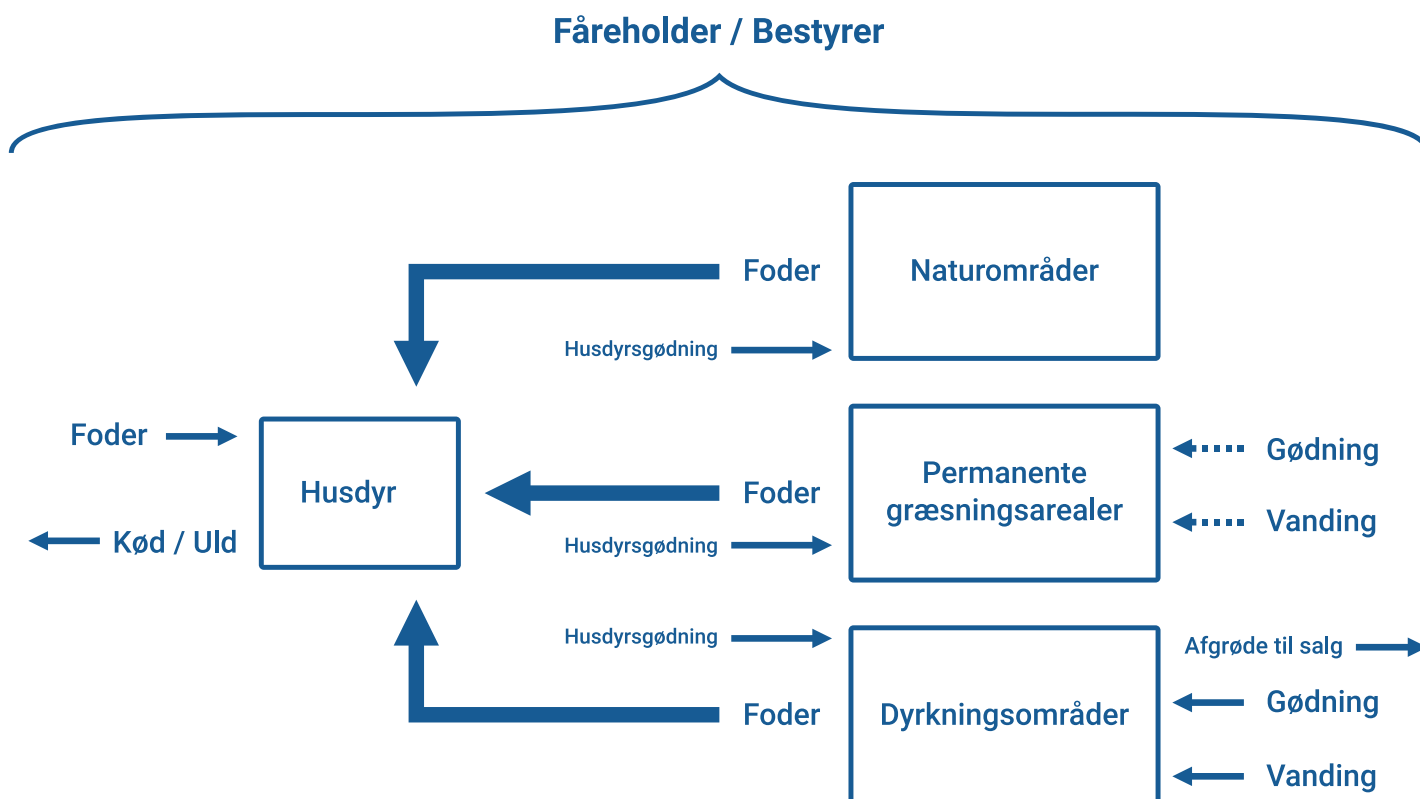 Fåreholder / Bestyrer
Foder
Naturområder
Husdyrsgødning
Foder
Husdyr
Kød / Uld
Foder
Permanente
græsningsarealer
Husdyrsgødning
Gødning
Vanding
Husdyrsgødning
Foder
Dyrkningsområder
Afgrøde til salg
Gødning
Vanding